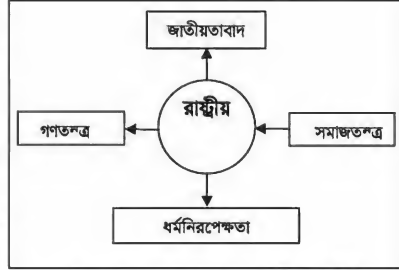 জাতীয়তাবাদ
রাষ্ট্রীয়
গণতন্ত্র
সমাজতন্ত্র
ধর্মনিরপেক্ষতা